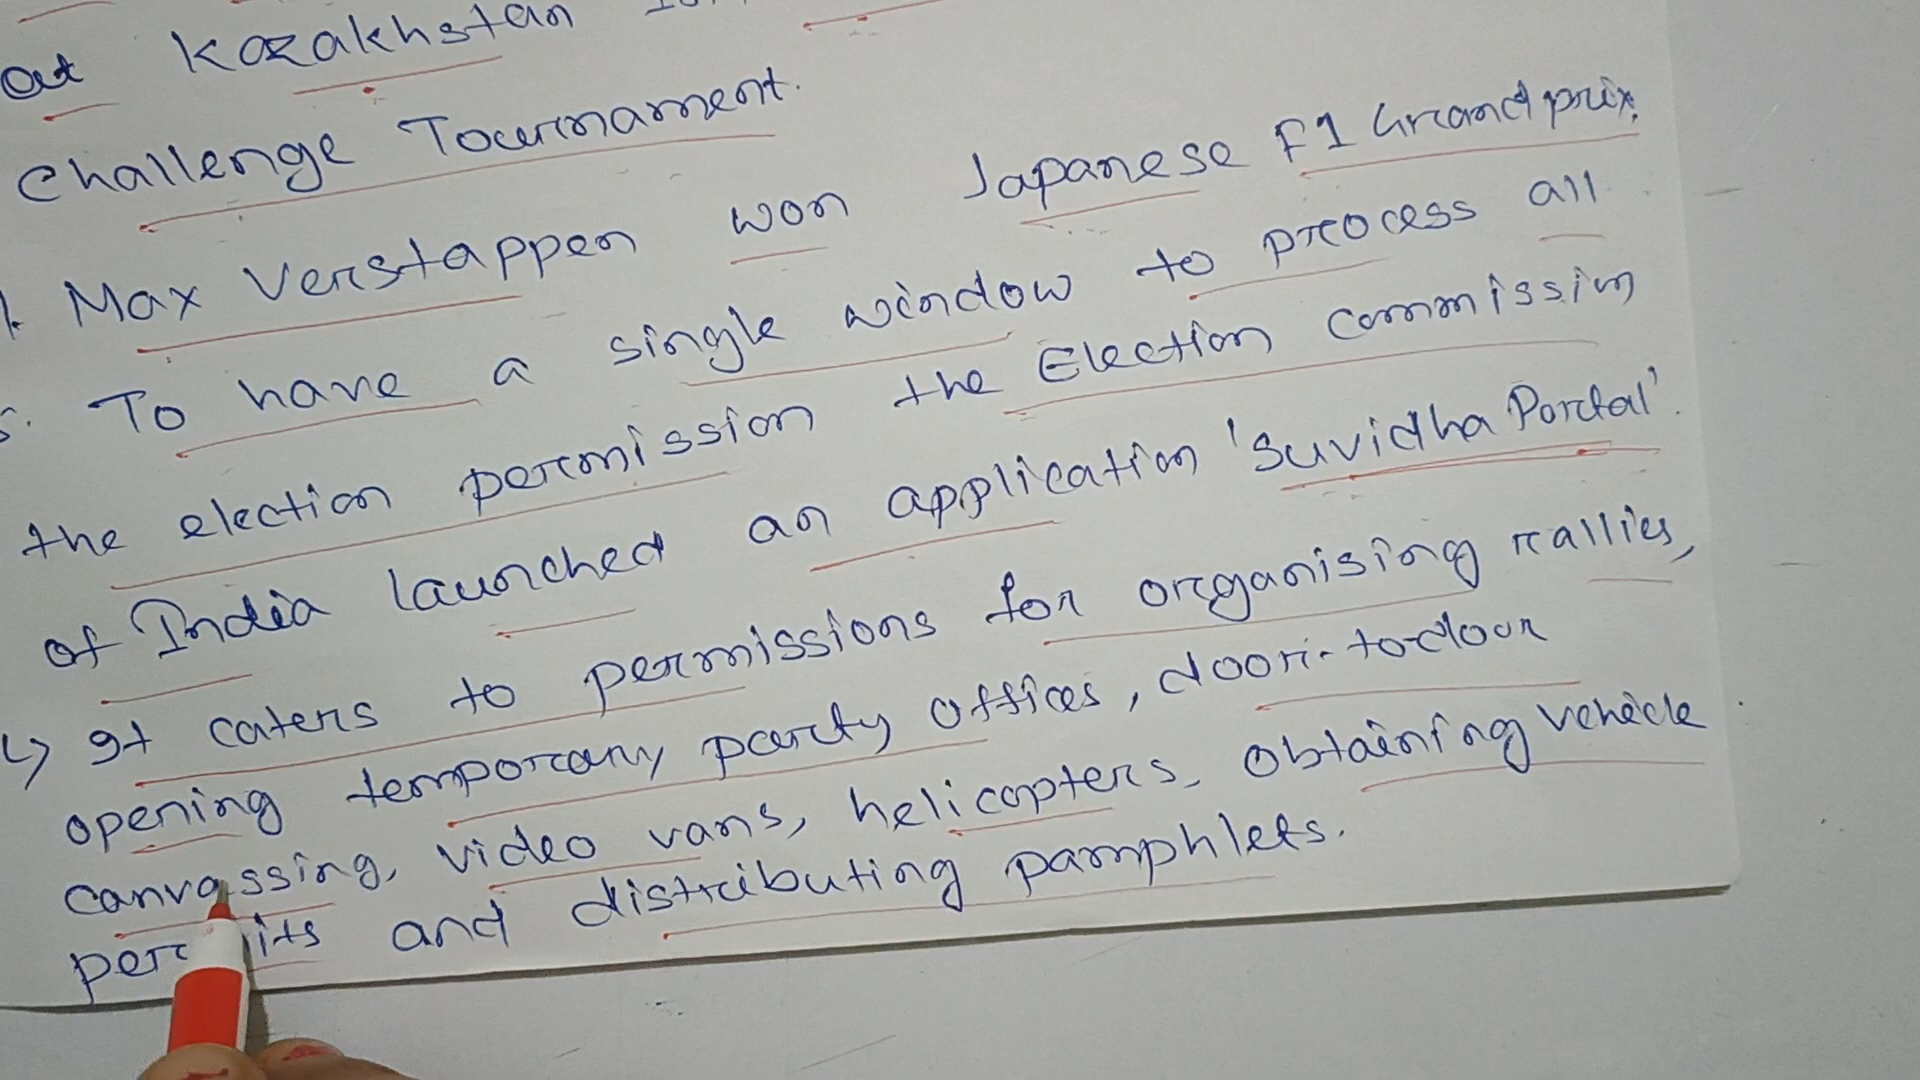 at Kazakhstan
Challenge Tournament.
Max Verstappen won Japanese F1 Grand prix.
5. To have a single window to process all
the election permission the Election Commission
of India launched an application 'Suvidha Portal'.
↳ It caters to permissions for organising rallies,
opening temporary party offices, door-to-door
canvassing, video vans, helicopters, obtaining vehicle
permits and distributing pamphlets.